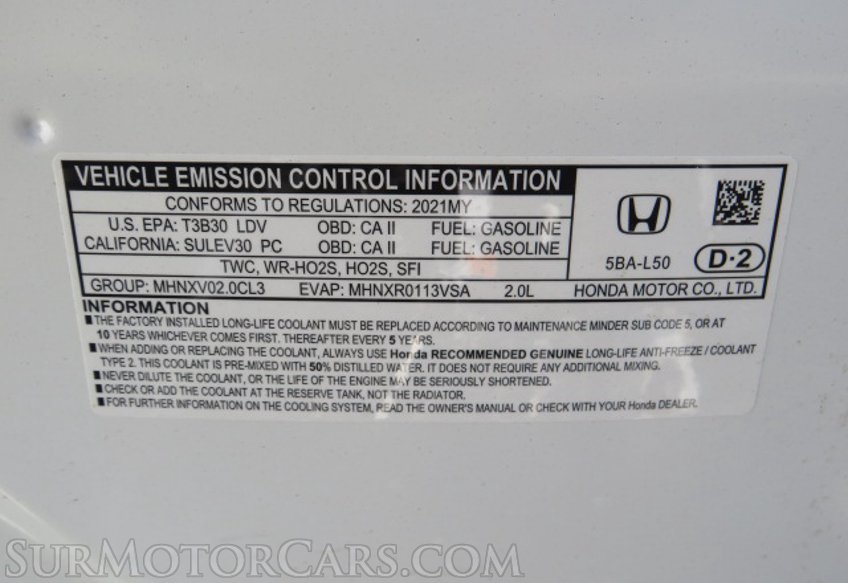 VEHICLE EMISSION CONTROL INFORMATION
CONFORMS TO REGULATIONS: 2021MY
U.S. EPA: T3B30 LDV OBD: CA II FUEL: GASOLINE
CALIFORNIA: SULEV30 PC OBD: CA II FUEL: GASOLINE
TWC, WR-HO2S, HO2S, SFI
5BA-L50 D-2
GROUP: MHNXV02.0CL3 EVAP: MHNXR0113VSA 2.0L HONDA MOTOR CO., LTD.
INFORMATION
■THE FACTORY INSTALLED LONG-LIFE COOLANT MUST BE REPLACED ACCORDING TO MAINTENANCE MINDER SUB CODE 5, OR AT
10 YEARS WHICHEVER COMES FIRST. THEREAFTER EVERY 5 YEARS.
■WHEN ADDING OR REPLACING THE COOLANT, ALWAYS USE Honda RECOMMENDED GENUINE LONG-LIFE ANTI-FREEZE / COOLANT
TYPE 2. THIS COOLANT IS PRE-MIXED WITH 50% DISTILLED WATER. IT DOES NOT REQUIRE ANY ADDITIONAL MIXING.
■NEVER DILUTE THE COOLANT, OR THE LIFE OF THE ENGINE MAY BE SERIOUSLY SHORTENED.
■CHECK OR ADD THE COOLANT AT THE RESERVE TANK, NOT THE RADIATOR.
■FOR FURTHER INFORMATION ON THE COOLING SYSTEM, READ THE OWNER'S MANUAL OR CHECK WITH YOUR Honda DEALER.
SURMOTORCARS.COM